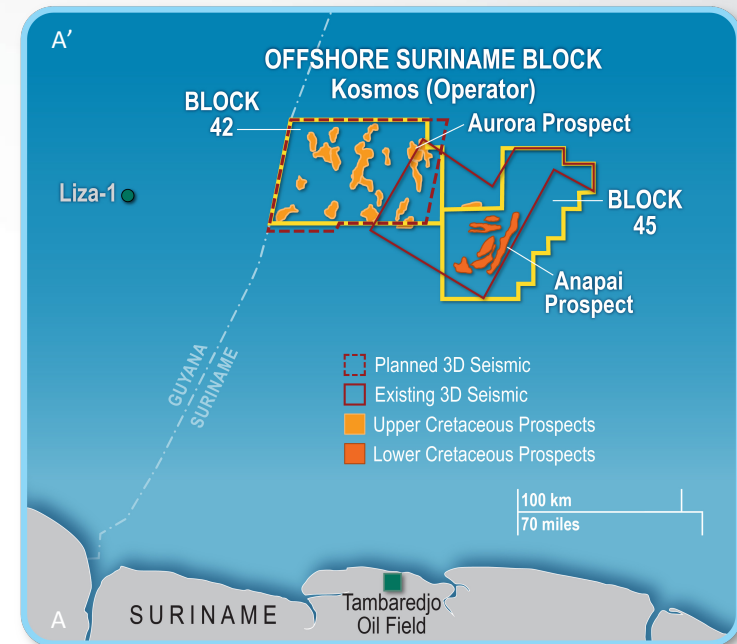 A’
OFFSHORE SURINAME BLOCK
Kosmos (Operator)
BLOCK
42
Aurora Prospect
Liza-1
BLOCK
45
Anapai
Prospect
GUYANA
SURINAME
Planned 3D Seismic
Existing 3D Seismic
Upper Cretaceous Prospects
Lower Cretaceous Prospects
100 km
70 miles
A
SURINAME
Tambaredjo
Oil Field